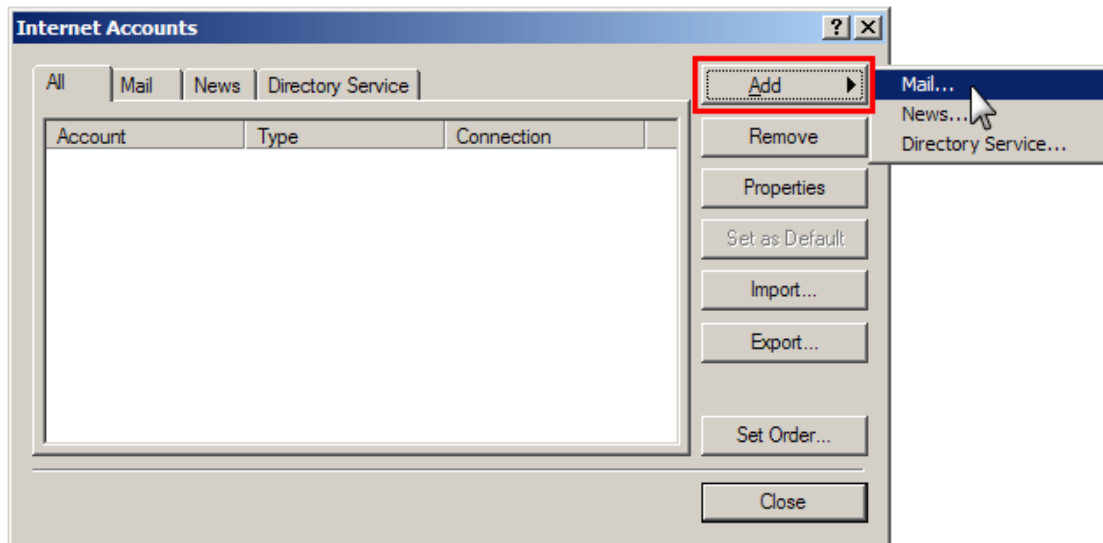 Internet Accounts
All Mail News Directory Service
Add
Mail...
News...
Directory Service...
Account Type Connection
Remove
Properties
Set as Default
Import...
Export...
Set Order...
Close